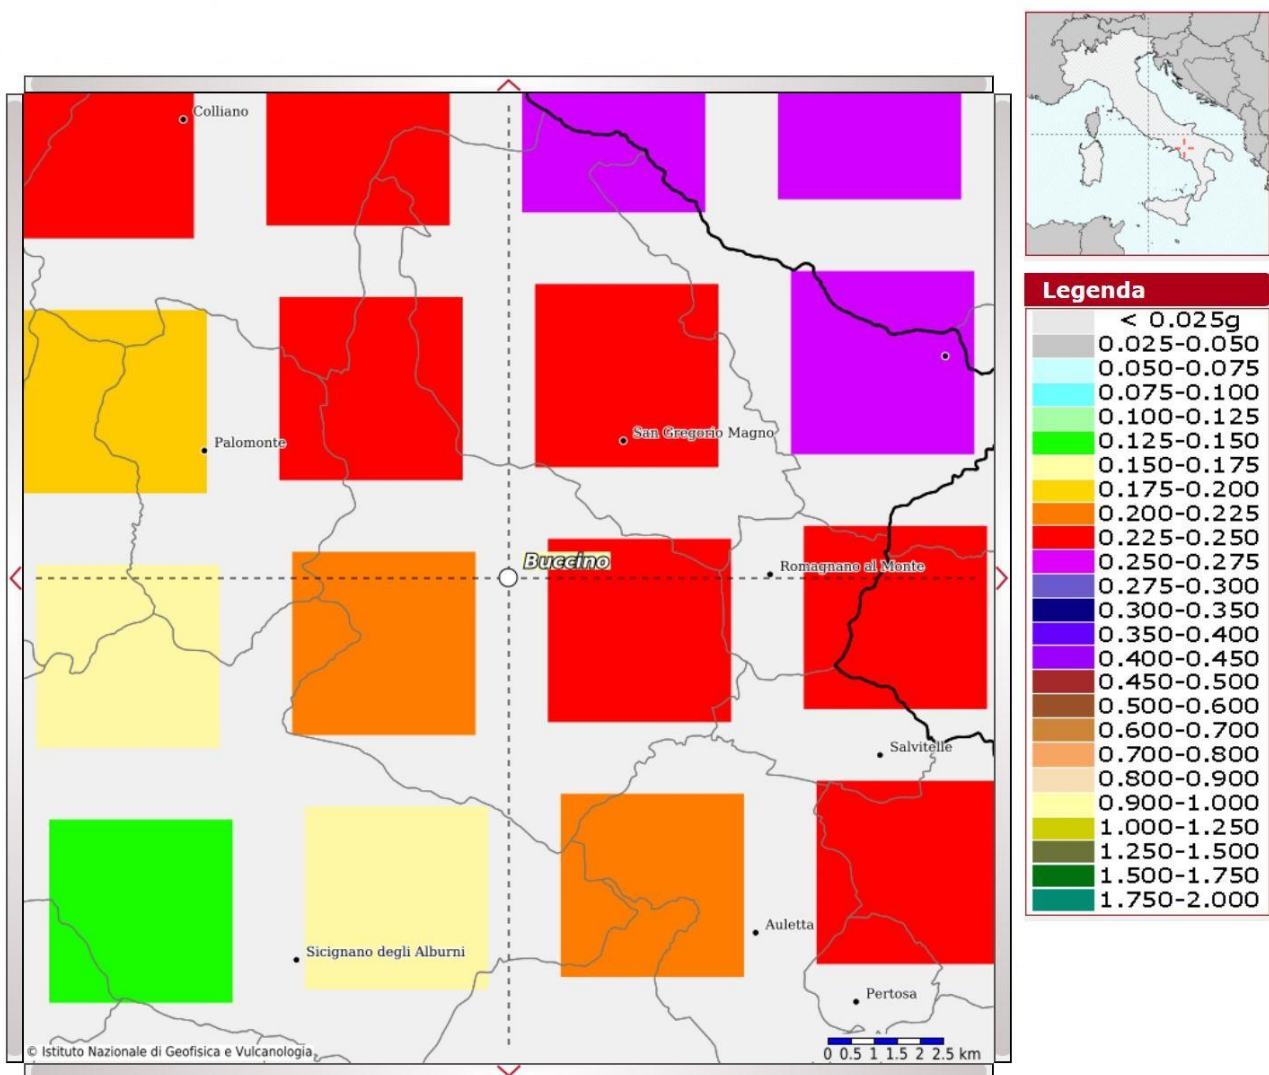 Colliano
Palomonte
San Gregorio Magno
Buccino
Romagnano al Monte
Salvitelle
Auletta
Sicignano degli Alburni
Pertosa
© Istituto Nazionale di Geofisica e Vulcanologia
0 0.5 1 1.5 2 2.5 km
Legenda
< 0.025g
0.025-0.050
0.050-0.075
0.075-0.100
0.100-0.125
0.125-0.150
0.150-0.175
0.175-0.200
0.200-0.225
0.225-0.250
0.250-0.275
0.275-0.300
0.300-0.350
0.350-0.400
0.400-0.450
0.450-0.500
0.500-0.600
0.600-0.700
0.700-0.800
0.800-0.900
0.900-1.000
1.000-1.250
1.250-1.500
1.500-1.750
1.750-2.000